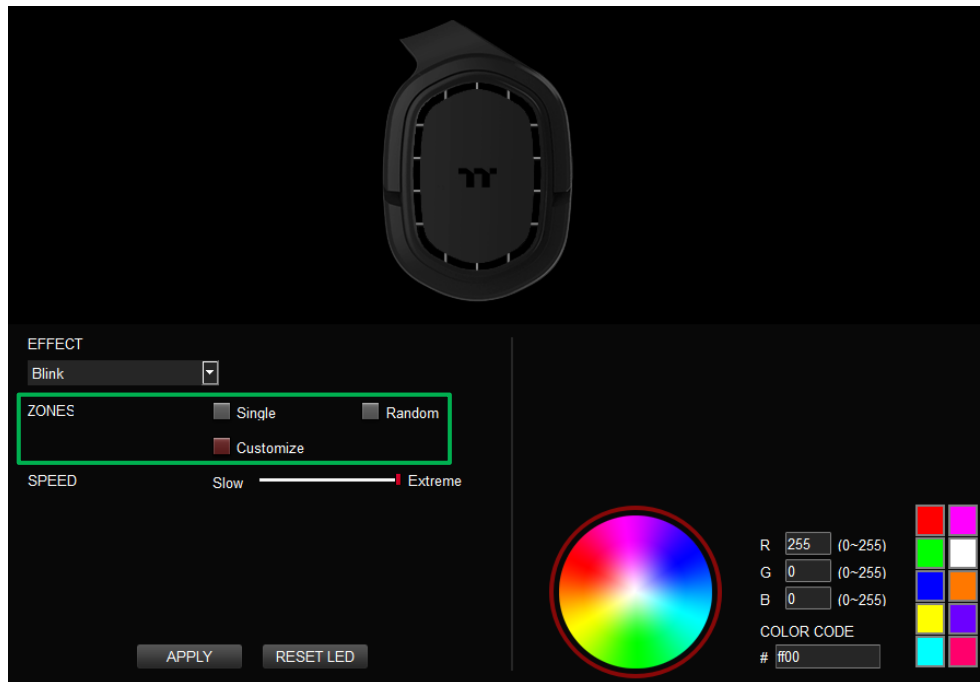 EFFECT
Blink
ZONES Single Random
Customize
SPEED Slow Extreme
R 255 (0~255)
G 0 (0~255)
B 0 (0~255)
COLOR CODE
# ff00
APPLY RESET LED